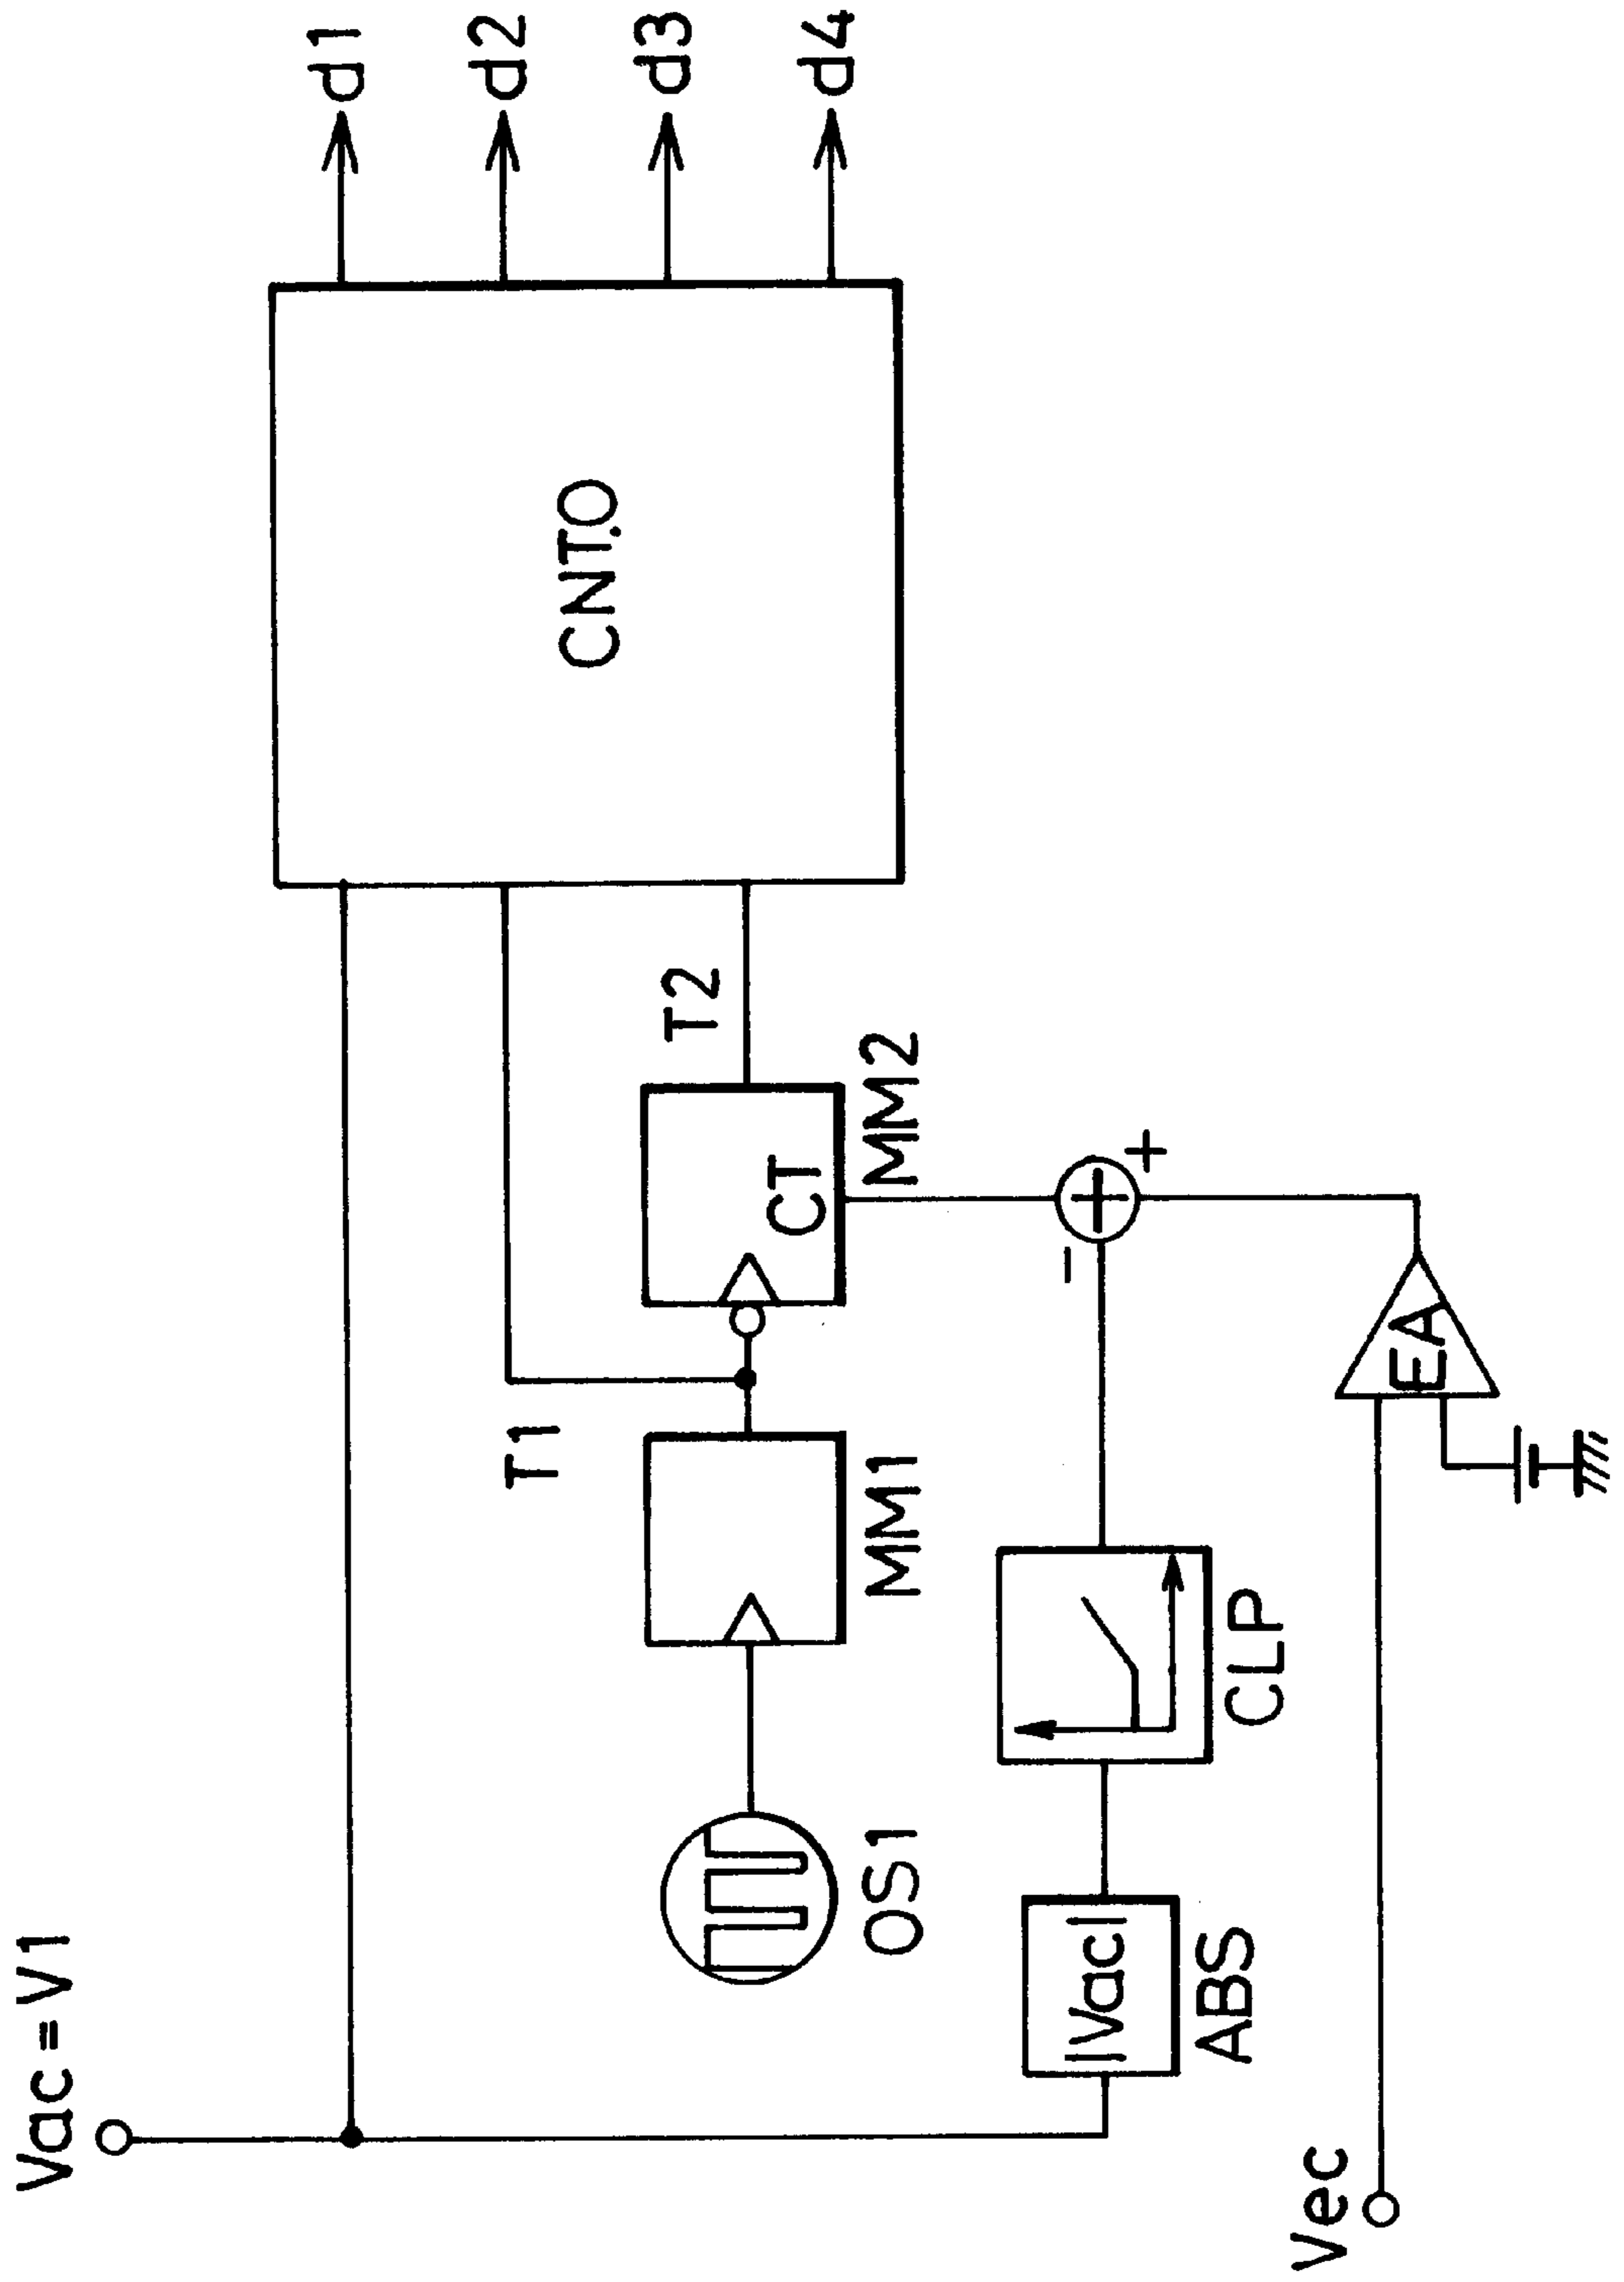 Vac = V1
d1
d2
d3
d4
CNT.O
T1
T2
CT
MM2
MM1
OS1
|Vac|
ABS
CLP
-
+
+
EA
Vec